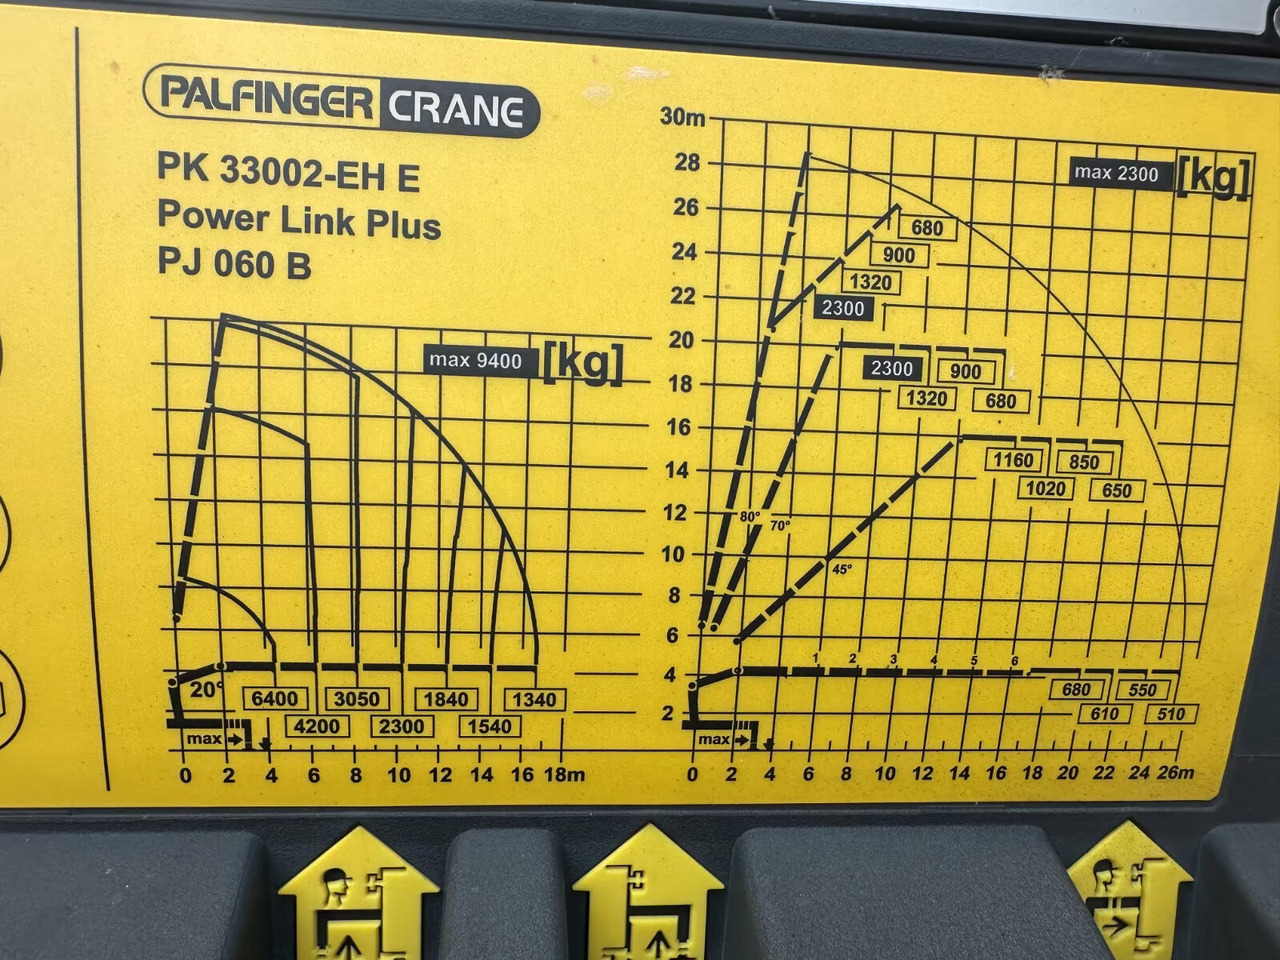 PALFINGER CRANE
PK 33002-EH E
Power Link Plus
PJ 060 B
max 9400 [kg]
20°
6400 3050 1840 1340
4200 2300 1540
max
0 2 4 6 8 10 12 14 16 18m
30m
max 2300 [kg]
28
26
680
24
900
1320
22
2300
20
2300 900
18
1320 680
16
1160 850
14
1020 650
12
80° 70°
10
45°
8
6
1 2 3 4 5 6
4
680 550
2
610 510
max
0 2 4 6 8 10 12 14 16 18 20 22 24 26m